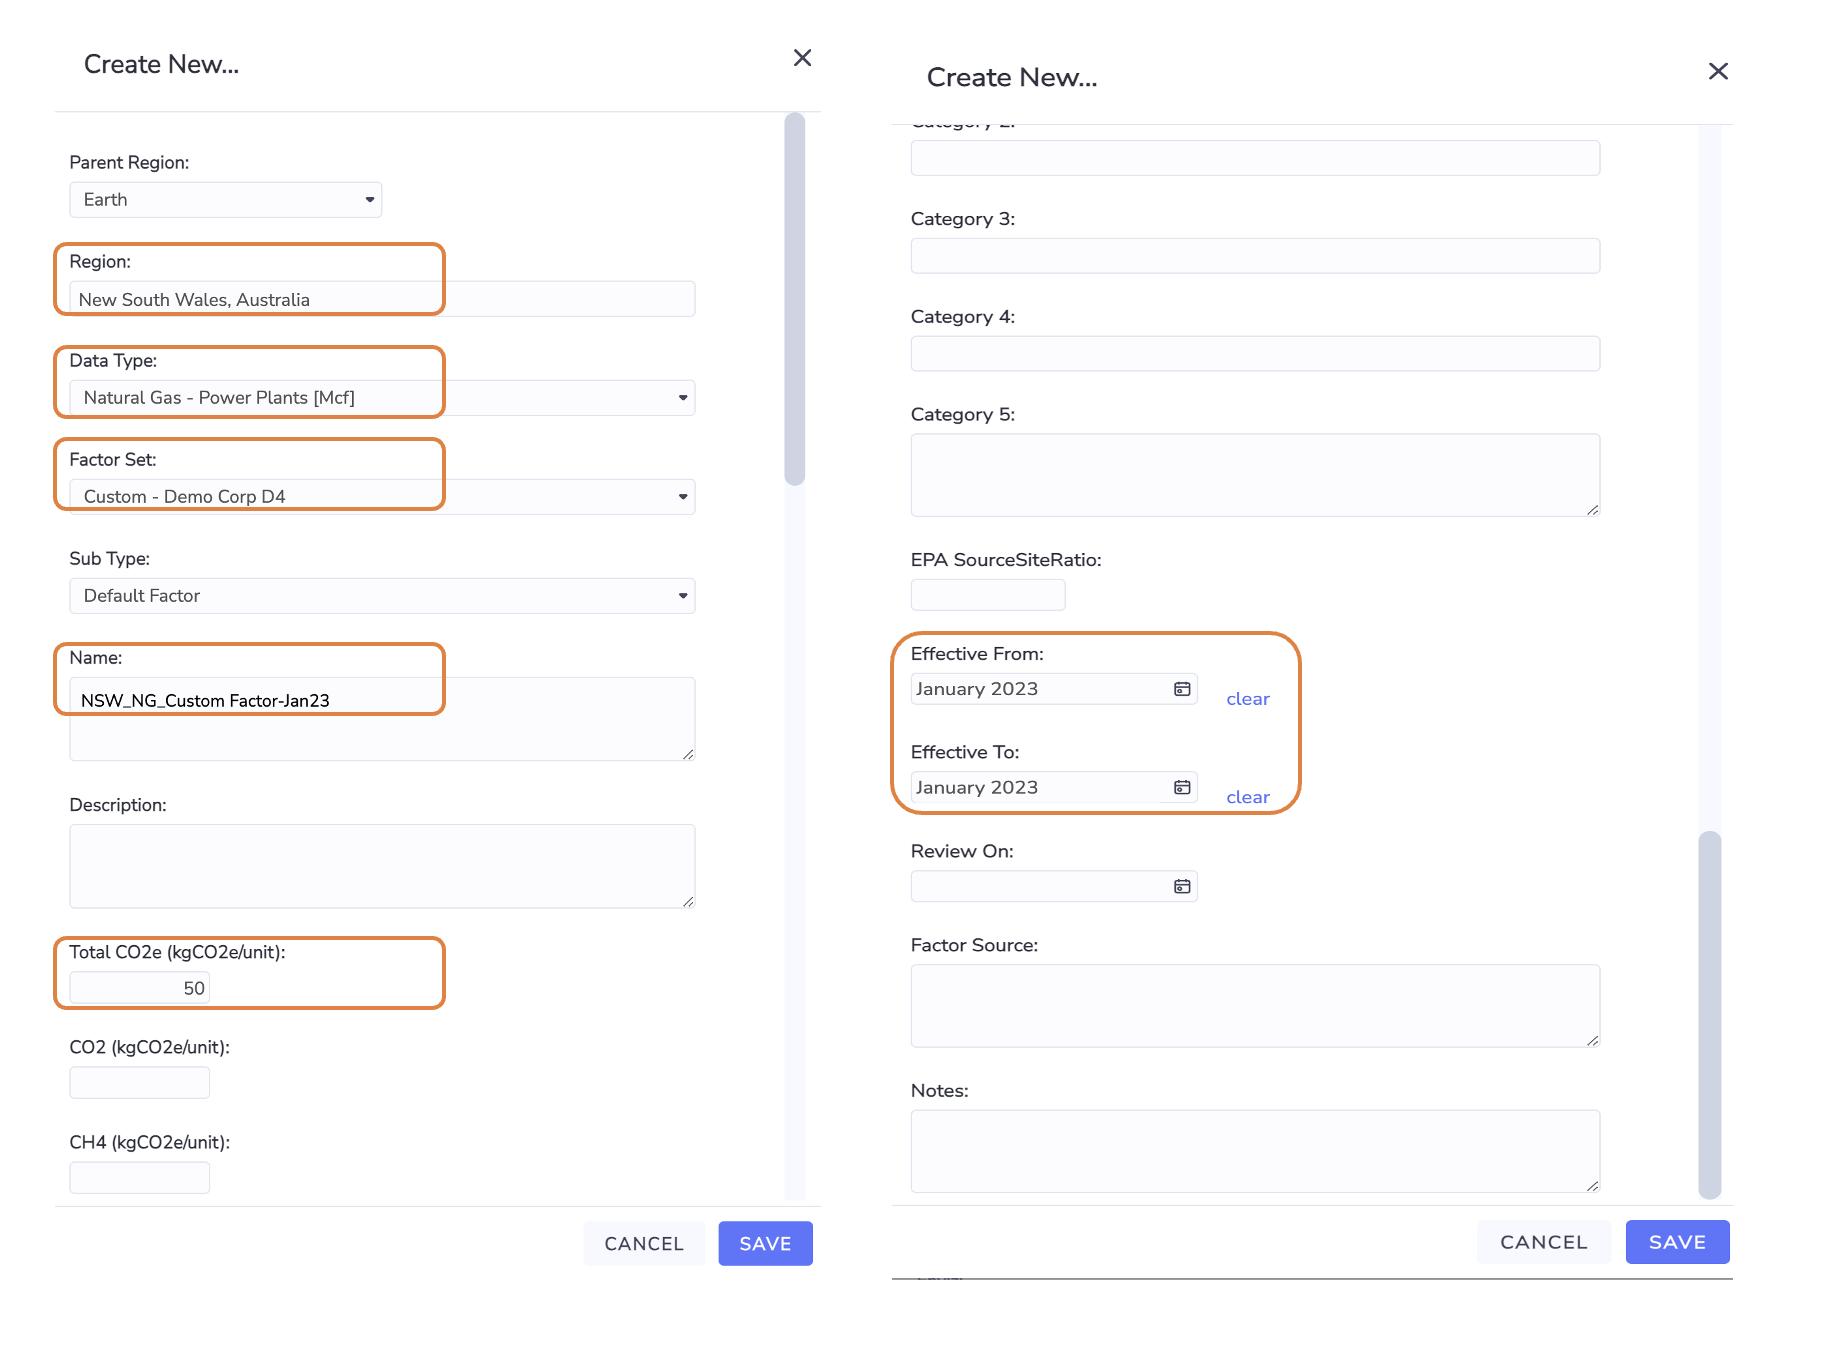 Create New...
Parent Region:
Earth
Region:
New South Wales, Australia
Data Type:
Natural Gas - Power Plants [Mcf]
Factor Set:
Custom - Demo Corp D4
Sub Type:
Default Factor
Name:
NSW_NG_Custom Factor-Jan23
Description:
Total CO2e (kgCO2e/unit):
50
CO2 (kgCO2e/unit):
CH4 (kgCO2e/unit):
CANCEL
SAVE
Create New...
Category 2:
Category 3:
Category 4:
Category 5:
EPA SourceSiteRatio:
Effective From:
January 2023
clear
Effective To:
January 2023
clear
Review On:
Factor Source:
Notes:
CANCEL
SAVE